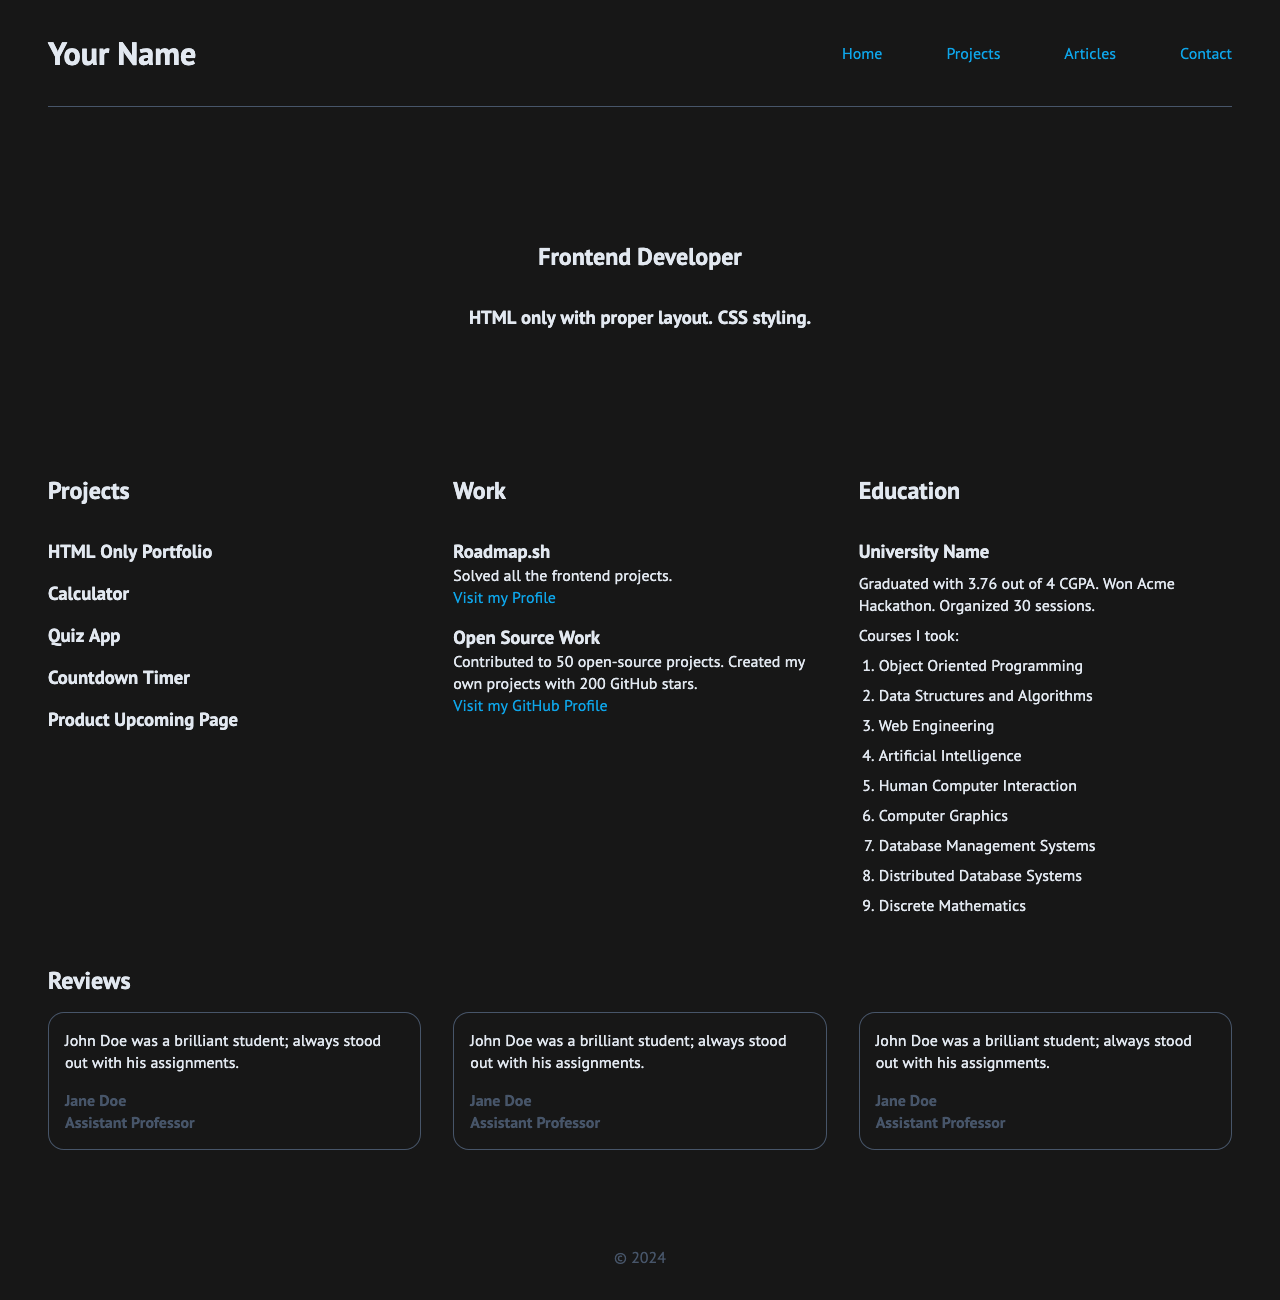 Your Name
Home Projects Articles Contact
Frontend Developer
HTML only with proper layout. CSS styling.
Projects
HTML Only Portfolio
Calculator
Quiz App
Countdown Timer
Product Upcoming Page
Work
Roadmap.sh
Solved all the frontend projects.
Visit my Profile
Open Source Work
Contributed to 50 open-source projects. Created my
own projects with 200 GitHub stars.
Visit my GitHub Profile
Education
University Name
Graduated with 3.76 out of 4 CGPA. Won Acme
Hackathon. Organized 30 sessions.
Courses I took:
1. Object Oriented Programming
2. Data Structures and Algorithms
3. Web Engineering
4. Artificial Intelligence
5. Human Computer Interaction
6. Computer Graphics
7. Database Management Systems
8. Distributed Database Systems
9. Discrete Mathematics
Reviews
John Doe was a brilliant student; always stood
out with his assignments.
Jane Doe
Assistant Professor
John Doe was a brilliant student; always stood
out with his assignments.
Jane Doe
Assistant Professor
John Doe was a brilliant student; always stood
out with his assignments.
Jane Doe
Assistant Professor
© 2024